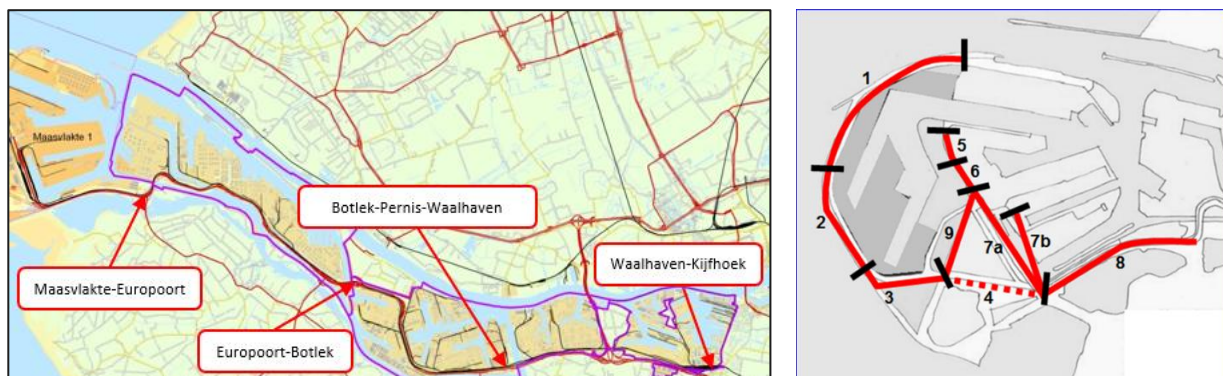 Maasvlakte 1
Botlek-Pernis-Waalhaven
Waalhaven-Kijfhoek
Maasvlakte-Europoort
Europoort-Botlek
1
5
6
2
9
7a
7b
8
3
4